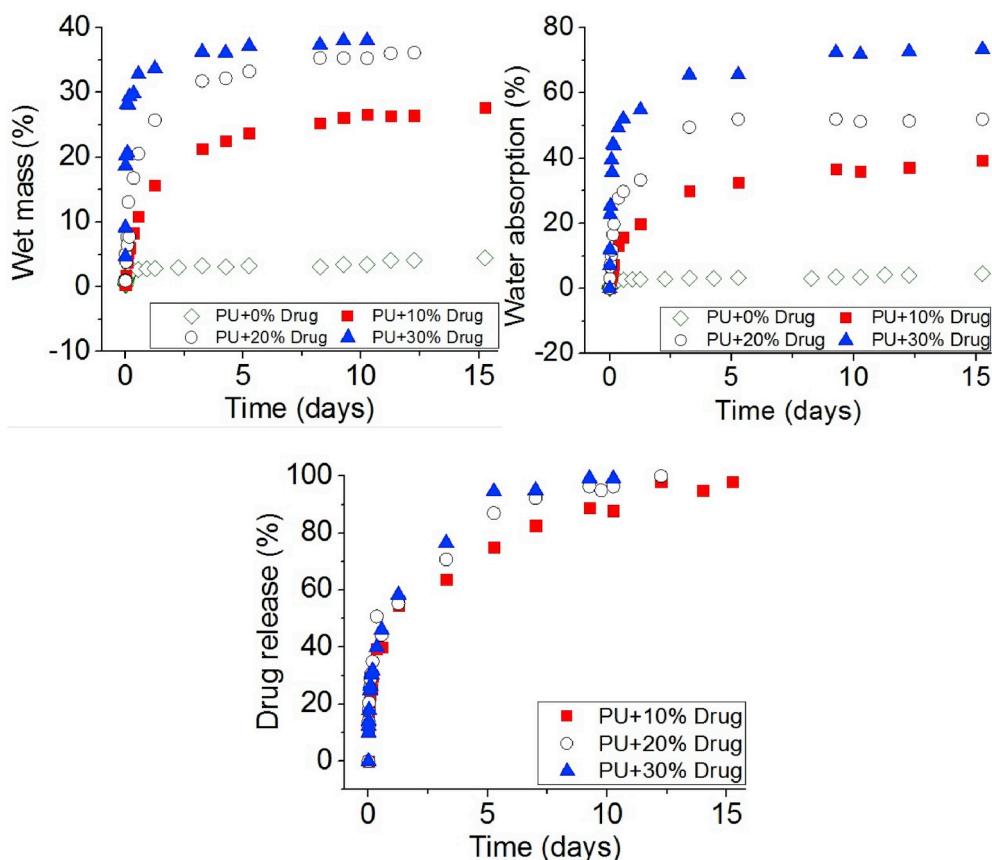 40
30
20
10
0
-10
Wet mass (%)
PU+0% Drug PU+10% Drug
PU+20% Drug PU+30% Drug
0 5 10 15
Time (days)
80
60
40
20
0
-20
Water absorption (%)
PU+0% Drug PU+10% Drug
PU+20% Drug PU+30% Drug
0 5 10 15
Time (days)
100
80
60
40
20
0
Drug release (%)
PU+10% Drug
PU+20% Drug
PU+30% Drug
0 5 10 15
Time (days)